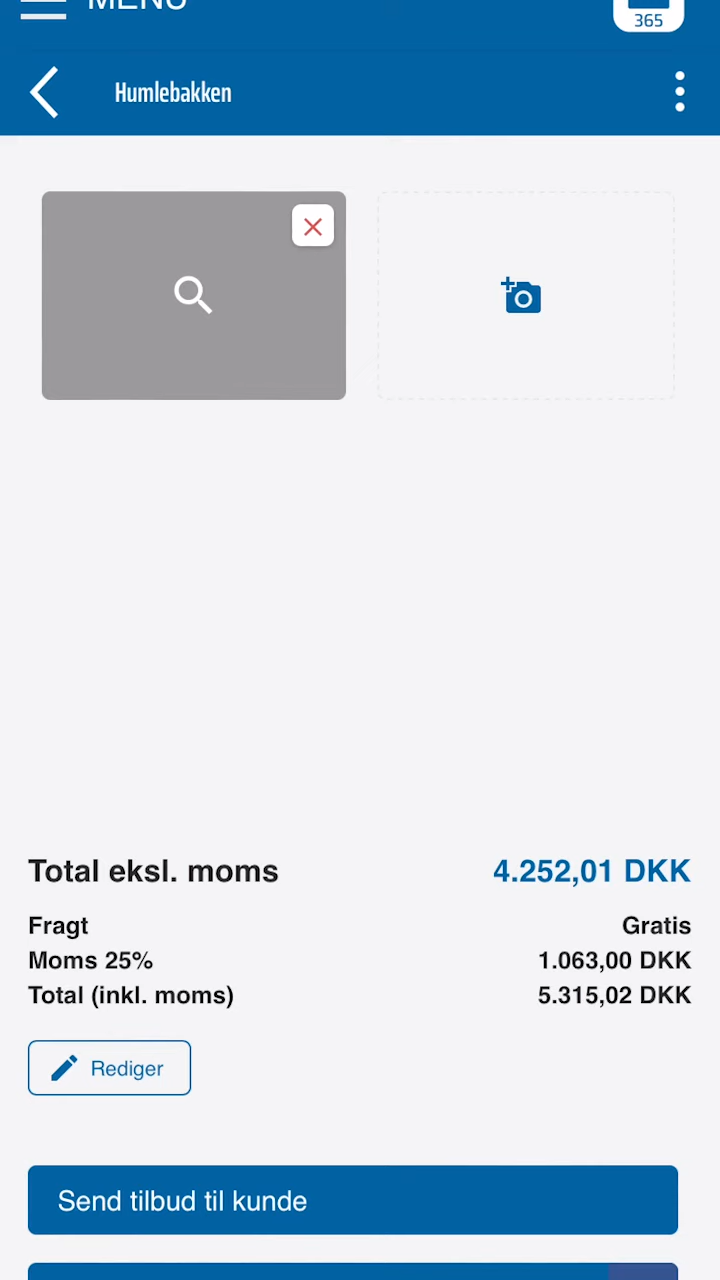 MENU
365
Humlebakken
Total eksl. moms 4.252,01 DKK
Fragt Gratis
Moms 25% 1.063,00 DKK
Total (inkl. moms) 5.315,02 DKK
Rediger
Send tilbud til kunde